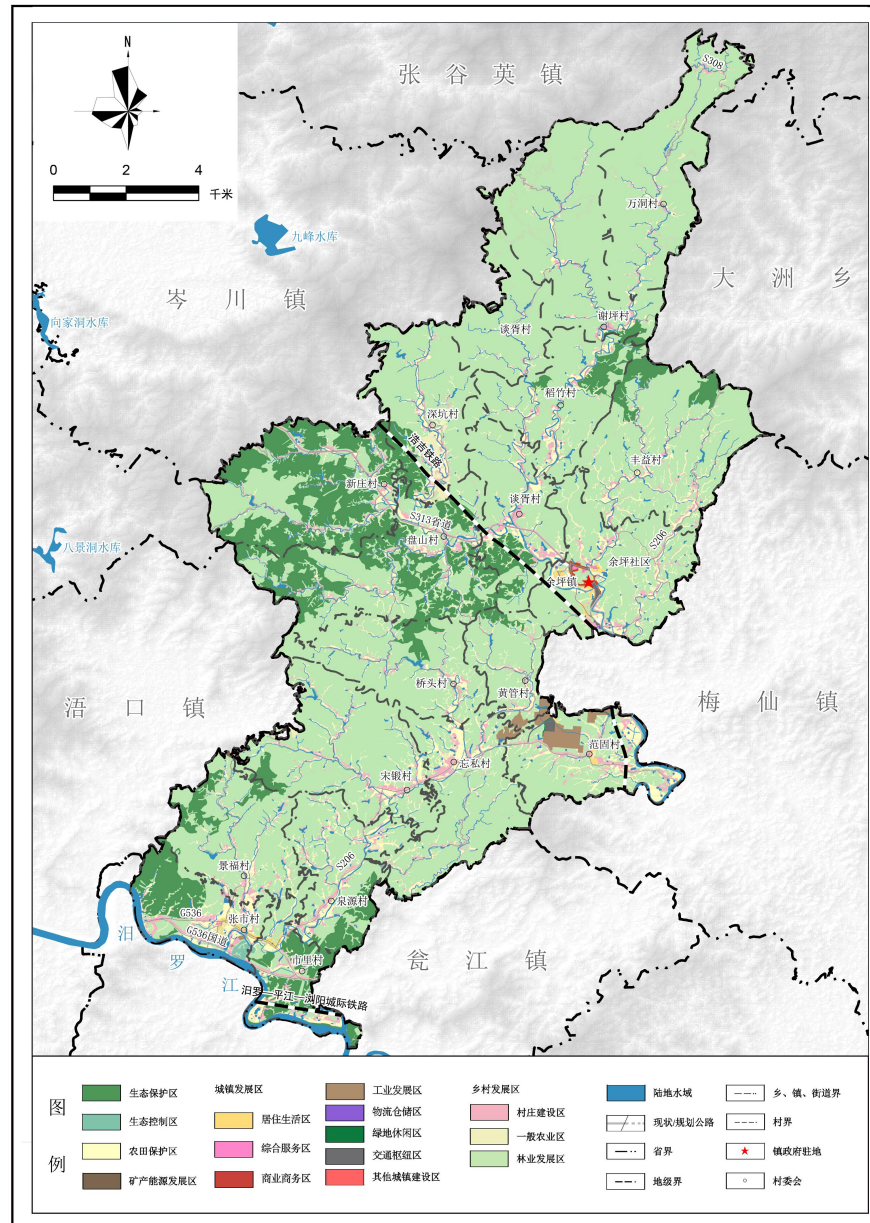 N
0
2
4
千米
张谷英镇
S308
万洞村
九峰水库
大洲乡
岑川镇
向家洞水库
谈胥村
谢坪村
稻竹村
深坑村
浩吉铁路
丰益村
新庄村
谈胥村
S313省道
盘山村
S206
八景洞水库
余坪社区
余坪镇
桥头村
黄管村
梅仙镇
浯口镇
范固村
忘私村
宋锻村
S206
景福村
泉源村
G536
张市村
G536国道
汨罗江
市里村
瓮江镇
汨罗—平江—浏阳城际铁路
图例
生态保护区
生态控制区
农田保护区
矿产能源发展区
城镇发展区
居住生活区
综合服务区
商业商务区
工业发展区
物流仓储区
绿地休闲区
交通枢纽区
其他城镇建设区
乡村发展区
村庄建设区
一般农业区
林业发展区
陆地水域
现状/规划公路
省界
地级界
乡、镇、街道界
村界
镇政府驻地
村委会